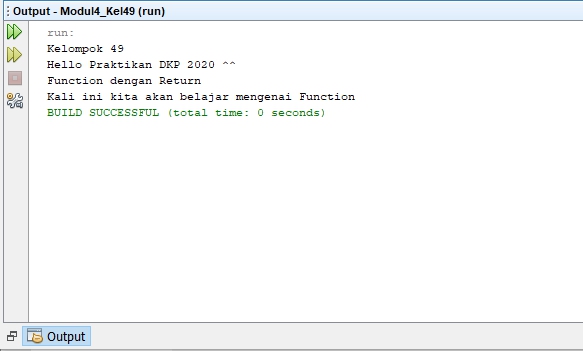 Output - Modul4_Kel49 (run)
run:
Kelompok 49
Hello Praktikan DKP 2020 ^^
Function dengan Return
Kali ini kita akan belajar mengenai Function
BUILD SUCCESSFUL (total time: 0 seconds)
Output